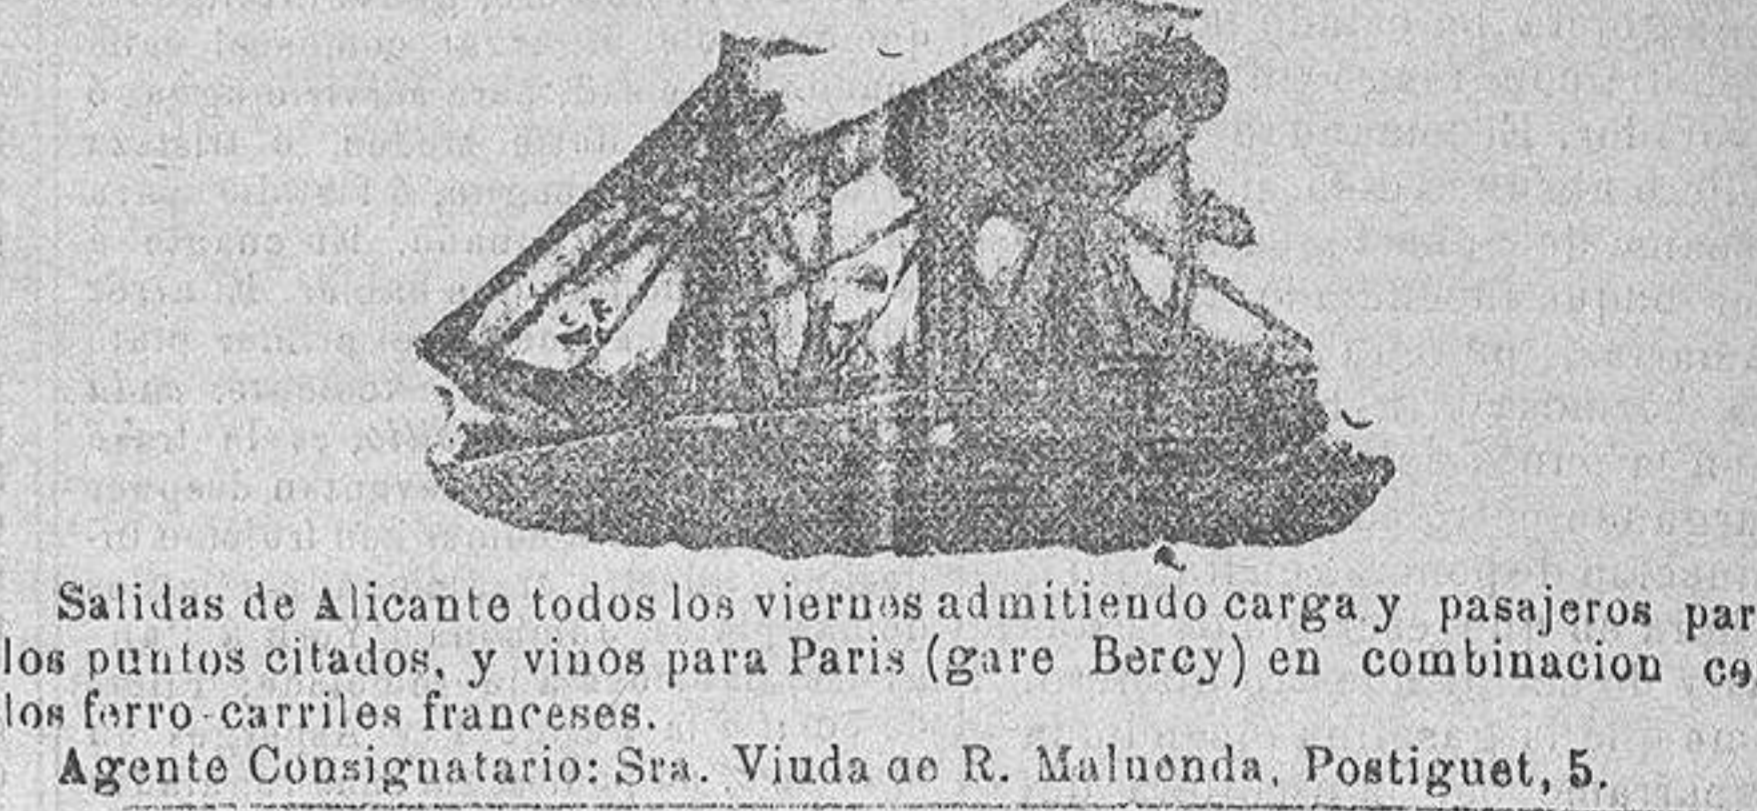 Salidas de Alicante todos los viernes admitiendo carga y pasajeros par
los puntos citados, y vinos para Paris (gare Bercy) en combinacion co
los ferro-carriles franceses.
Agente Consignatario: Sra. Viuda de R. Maluenda, Postiguet, 5.